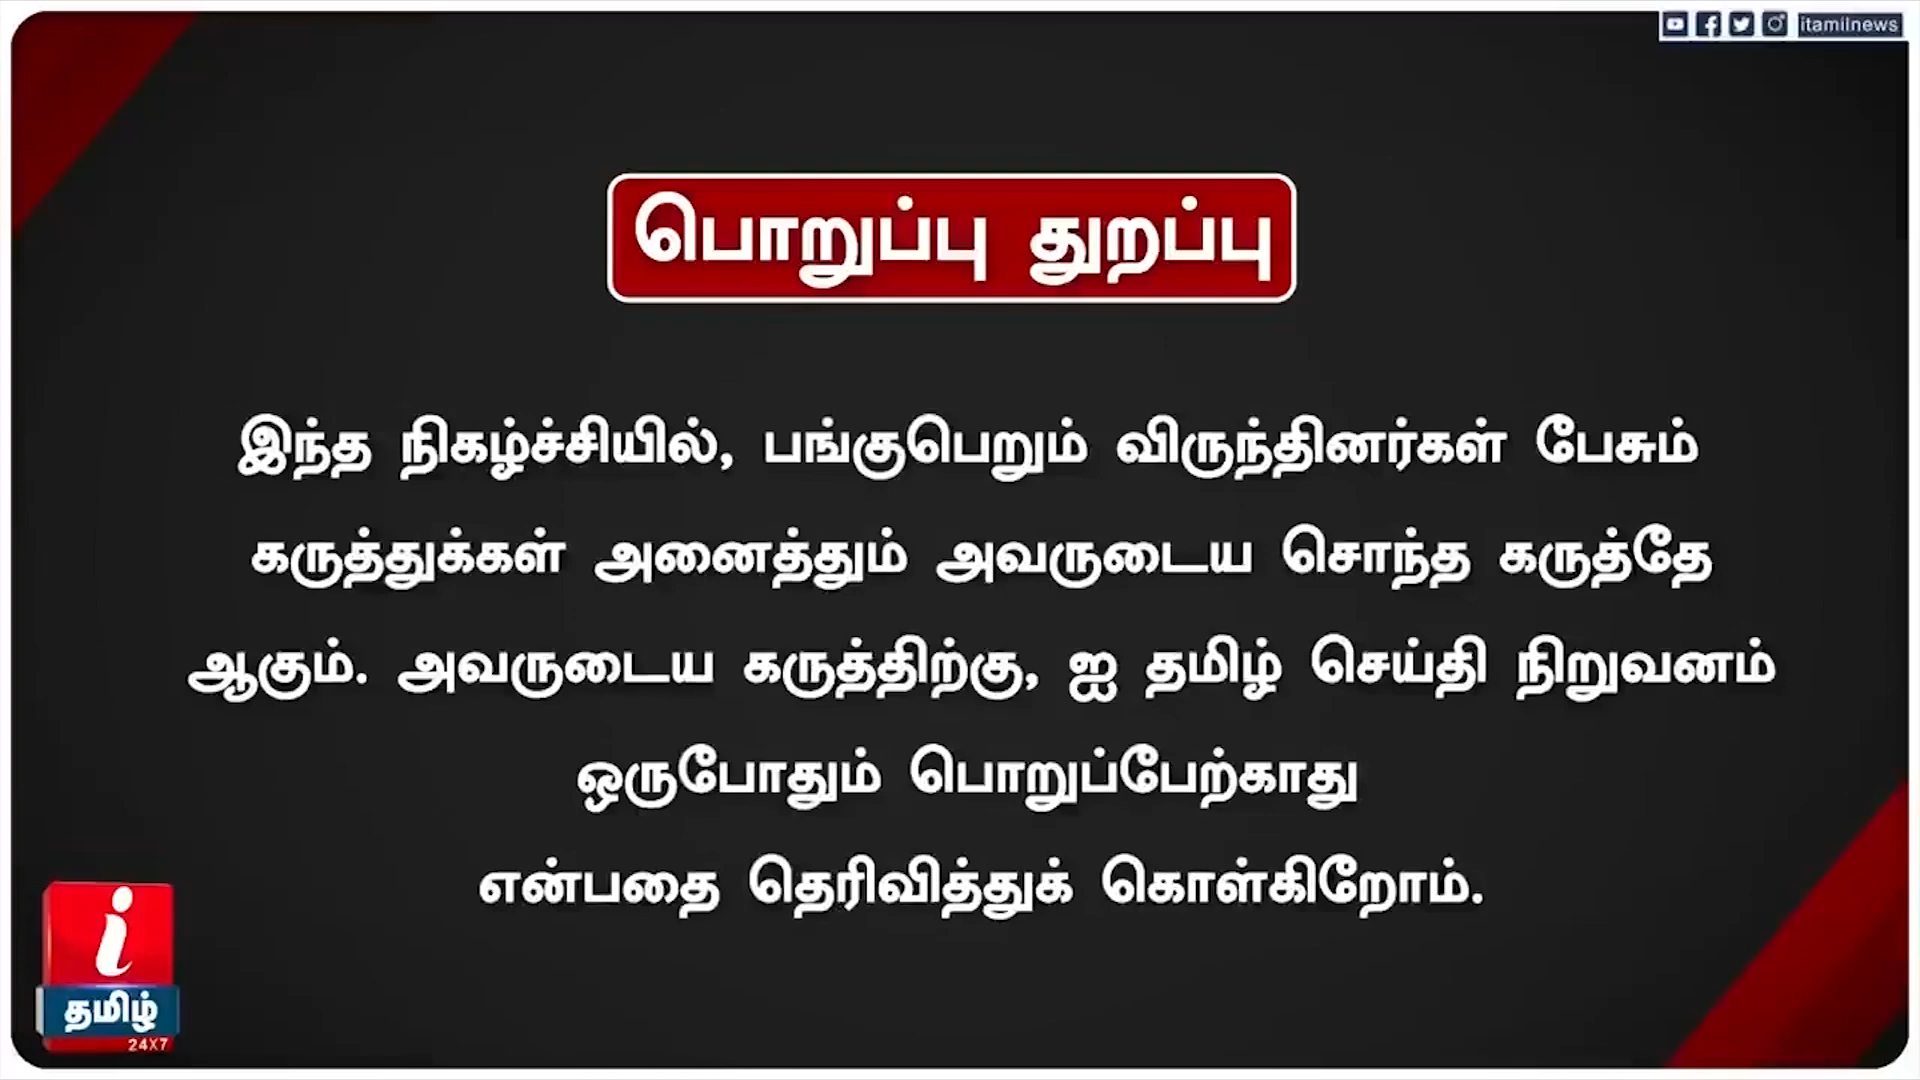 itamilnews
பொறுப்பு துறப்பு
இந்த நிகழ்ச்சியில், பங்குபெறும் விருந்தினர்கள் பேசும்
கருத்துக்கள் அனைத்தும் அவருடைய சொந்த கருத்தே
ஆகும். அவருடைய கருத்திற்கு, ஐ தமிழ் செய்தி நிறுவனம்
ஒருபோதும் பொறுப்பேற்காது
என்பதை தெரிவித்துக் கொள்கிறோம்.
i
தமிழ்
24X7